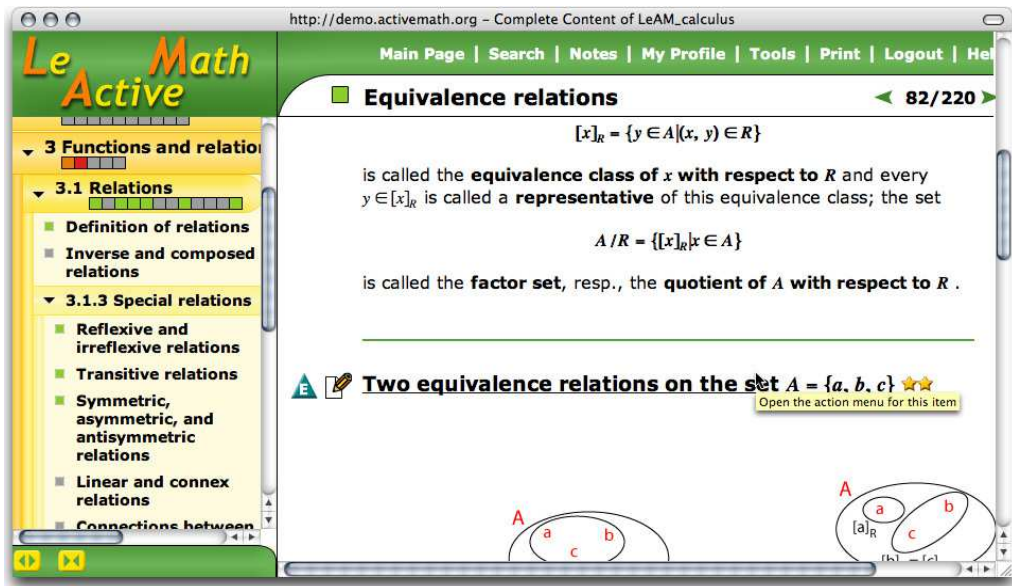 http://demo.activemath.org – Complete Content of LeAM_calculus
Le Math
Active
Main Page | Search | Notes | My Profile | Tools | Print | Logout | Hel
Equivalence relations
82/220
3 Functions and relation
3.1 Relations
Definition of relations
Inverse and composed
relations
3.1.3 Special relations
Reflexive and
irreflexive relations
Transitive relations
Symmetric,
asymmetric, and
antisymmetric
relations
Linear and connex
relations
Connections between
[x]R = {y ∈ A|(x, y) ∈ R}
is called the equivalence class of x with respect to R and every
y ∈ [x]R is called a representative of this equivalence class; the set
A /R = {[x]R|x ∈ A}
is called the factor set, resp., the quotient of A with respect to R .
E
Two equivalence relations on the set A = {a, b, c}
Open the action menu for this item
A
a
b
c
A
a
b
[a]R
c
[b] = [c]